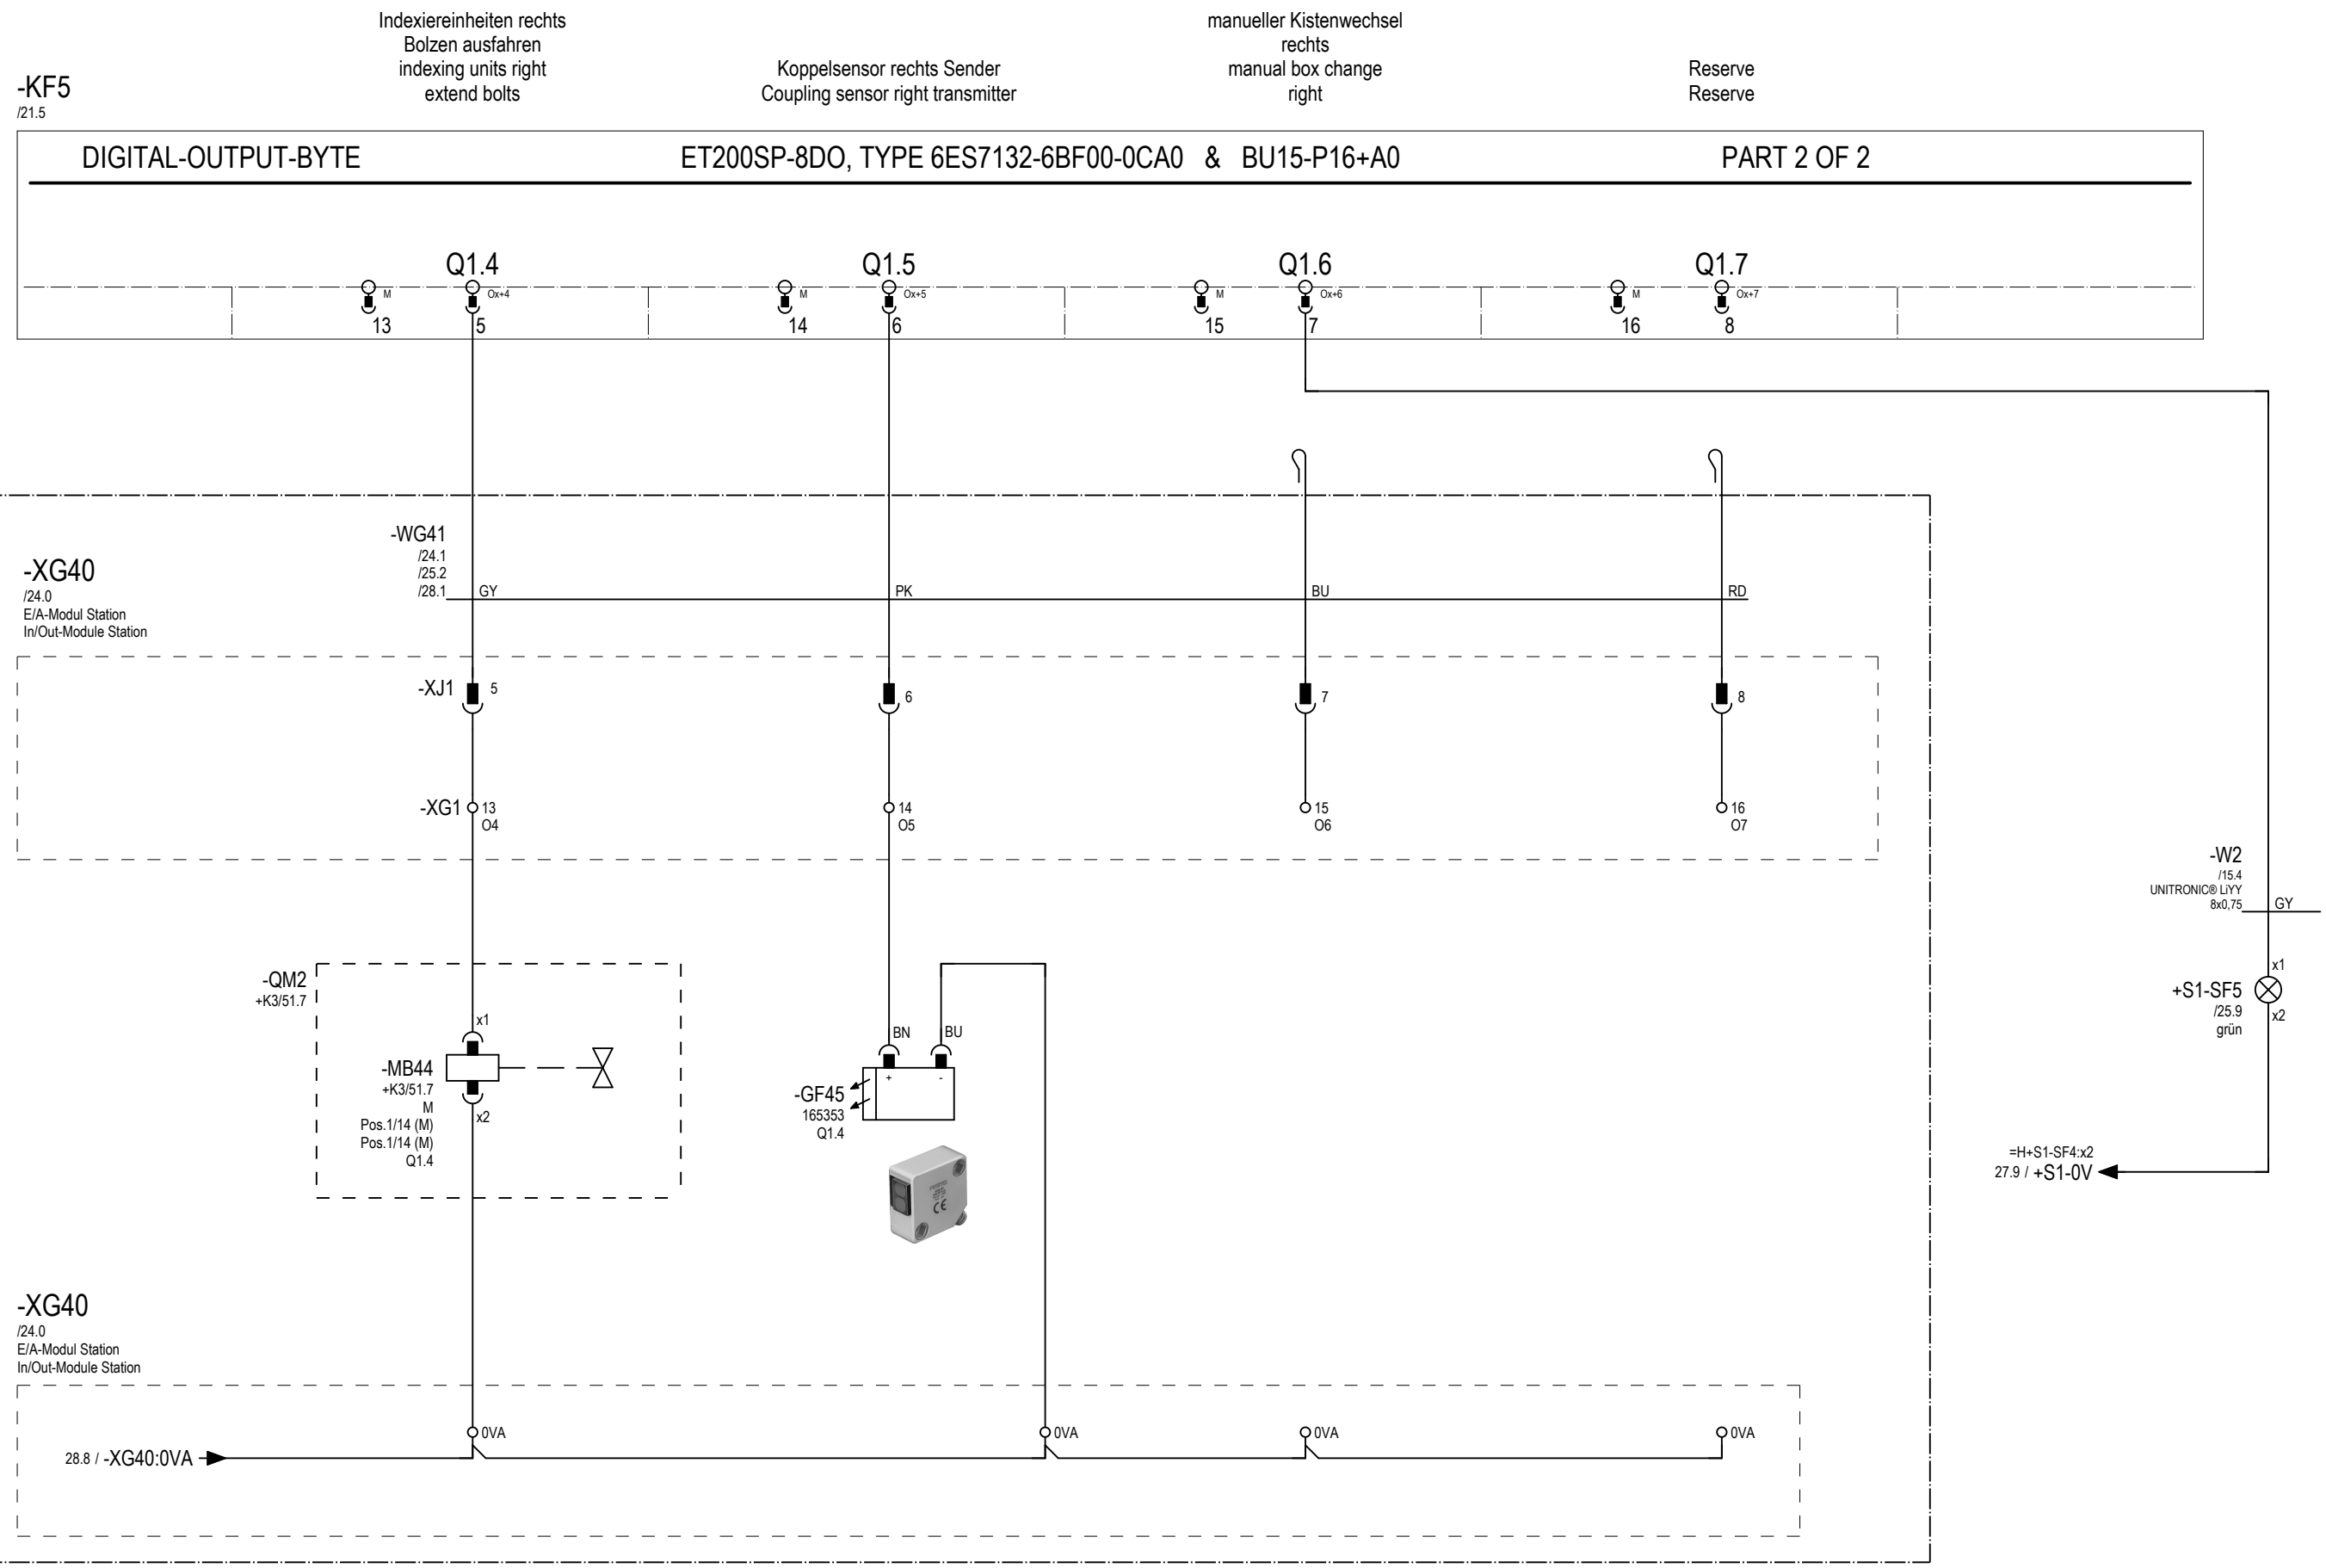 Indexiereinheiten rechts
Bolzen ausfahren
indexing units right
extend bolts
Koppelsensor rechts Sender
Coupling sensor right transmitter
manueller Kistenwechsel
rechts
manual box change
right
Reserve
Reserve
-KF5
/21.5
DIGITAL-OUTPUT-BYTE ET200SP-8DO, TYPE 6ES7132-6BF00-0CA0 & BU15-P16+A0 PART 2 OF 2
Q1.4 Q1.5 Q1.6 Q1.7
M Ox+4 M Ox+5 M Ox+6 M Ox+7
13 5 14 6 15 7 16 8
-WG41
/24.1
/25.2
/28.1 GY PK BU RD
-XG40
/24.0
E/A-Modul Station
In/Out-Module Station
-XJ1 5 6 7 8
-XG1 13 14 15 16
O4 O5 O6 O7
-W2
/15.4
UNITRONIC® LiYY
8x0,75 GY
x1
+S1-SF5
/25.9
grün
x2
-QM2
+K3/51.7
x1
-MB44
+K3/51.7
M
Pos.1/14 (M)
Pos.1/14 (M)
Q1.4
x2
BN BU
+ -
-GF45
165353
Q1.4
CE
=H+S1-SF4:x2
27.9 / +S1-0V
-XG40
/24.0
E/A-Modul Station
In/Out-Module Station
0VA 0VA 0VA 0VA
28.8 / -XG40:0VA